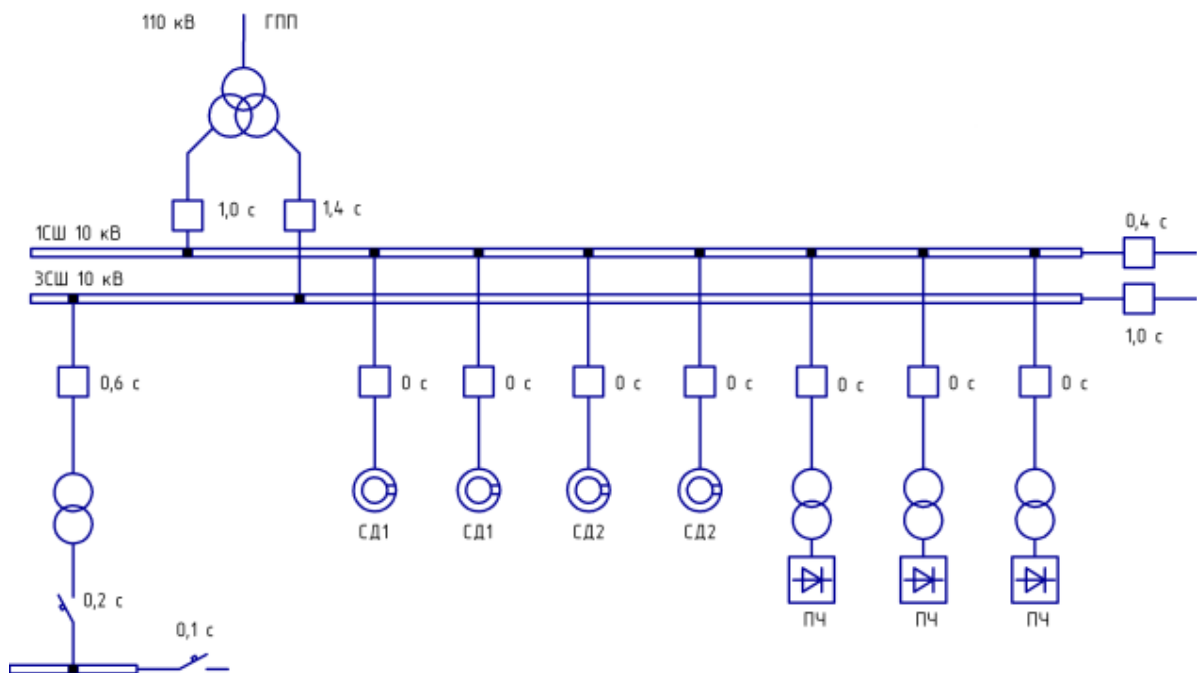 110 кВ ГПП
1,0 с
1,4 с
0,4 с
1СШ 10 кВ
3СШ 10 кВ
1,0 с
0,6 с
0 с
0 с
0 с
0 с
0 с
0 с
0 с
СД1
СД1
СД2
СД2
0,2 с
ПЧ
ПЧ
ПЧ
0,1 с